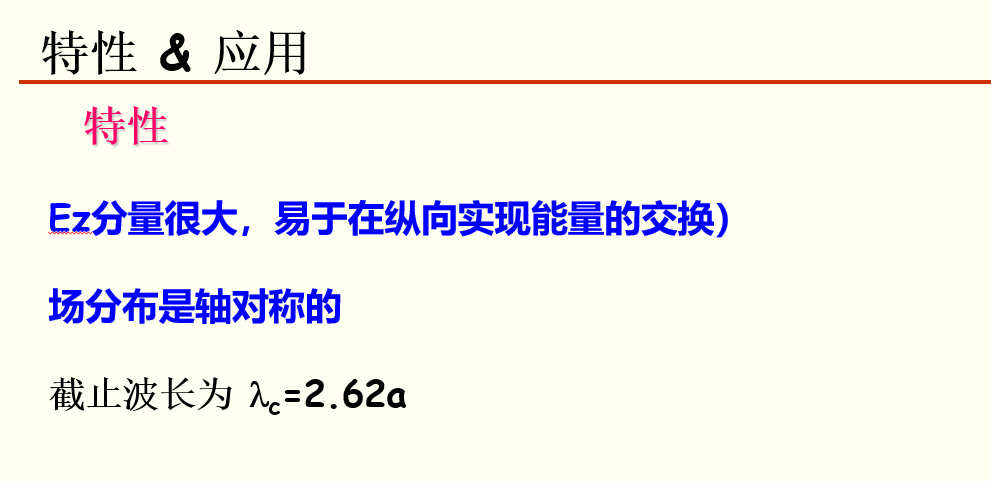 特性 & 应用
特性
Ez分量很大，易于在纵向实现能量的交换）
场分布是轴对称的
截止波长为 λc=2.62a